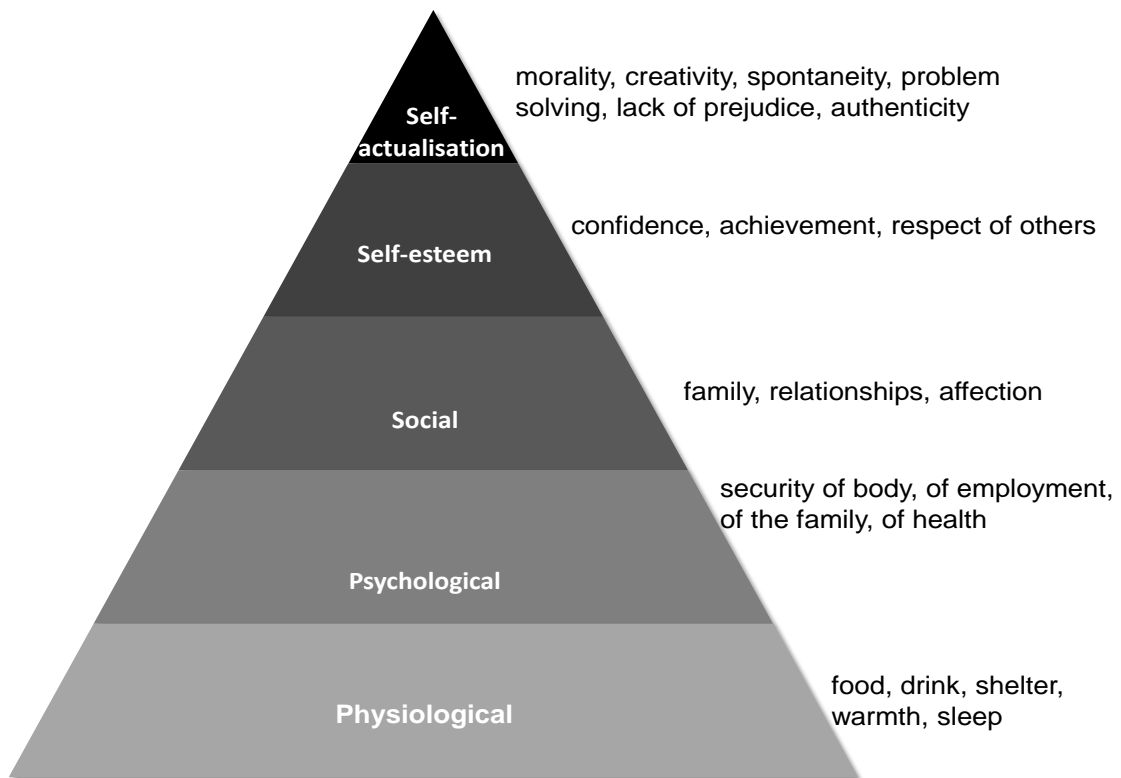 morality, creativity, spontaneity, problem
solving, lack of prejudice, authenticity
Self-
actualisation
confidence, achievement, respect of others
Self-esteem
family, relationships, affection
Social
security of body, of employment,
of the family, of health
Psychological
food, drink, shelter,
warmth, sleep
Physiological